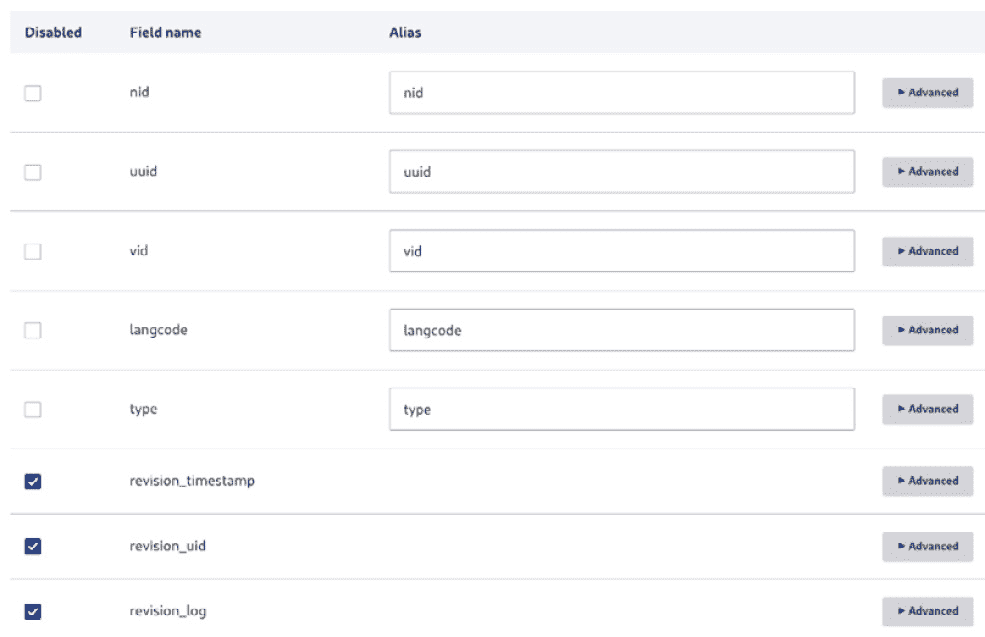 Disabled Field name Alias
nid nid Advanced
uuid uuid Advanced
vid vid Advanced
langcode langcode Advanced
type type Advanced
revision_timestamp Advanced
revision_uid Advanced
revision_log Advanced